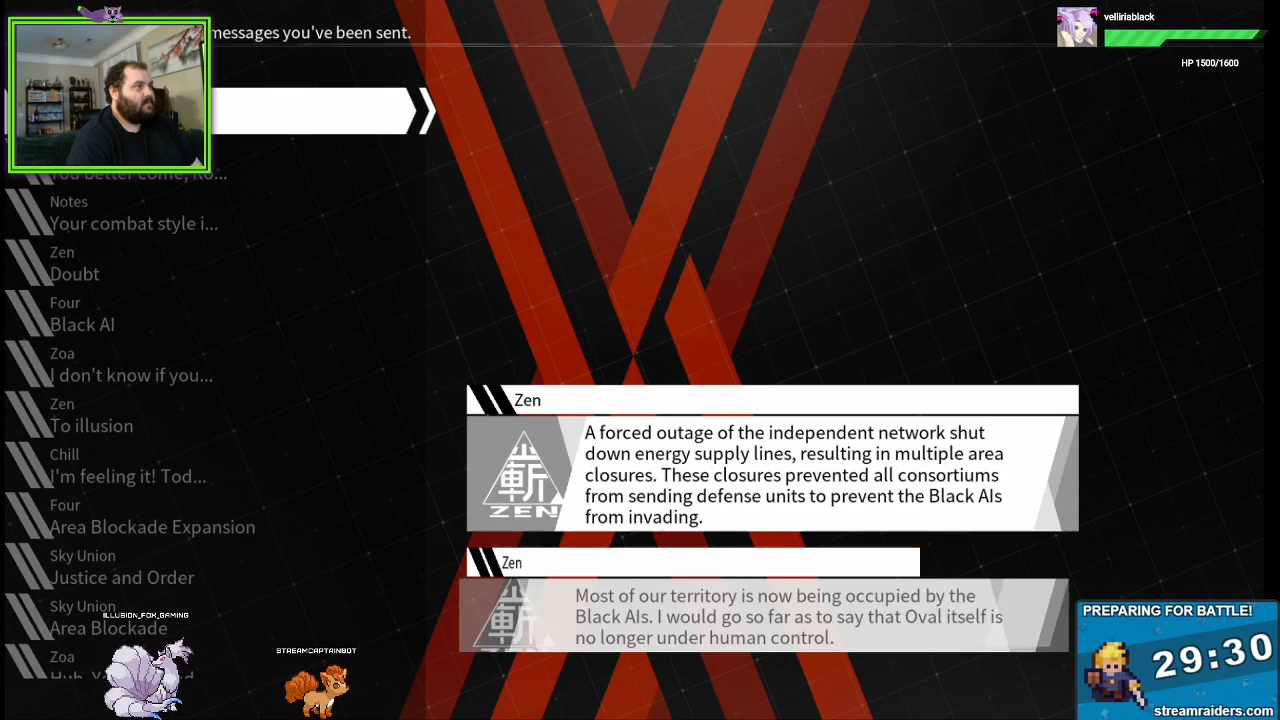 messages you've been sent.
velliriablack
HP 1500/1600
You better come, Ro...
Notes
Your combat style i...
Zen
Doubt
Four
Black AI
Zoa
I don't know if you...
Zen
To illusion
Chill
I'm feeling it! Tod...
Four
Area Blockade Expansion
Sky Union
Justice and Order
Sky Union
Area Blockade
Zoa
ILLUSION_FOX_GAMING
STREAMCAPTAINBOT
Zen
斬
ZEN
A forced outage of the independent network shut
down energy supply lines, resulting in multiple area
closures. These closures prevented all consortiums
from sending defense units to prevent the Black AIs
from invading.
Zen
斬
Most of our territory is now being occupied by the
Black AIs. I would go so far as to say that Oval itself is
no longer under human control.
PREPARING FOR BATTLE!
29:30
streamraiders.com